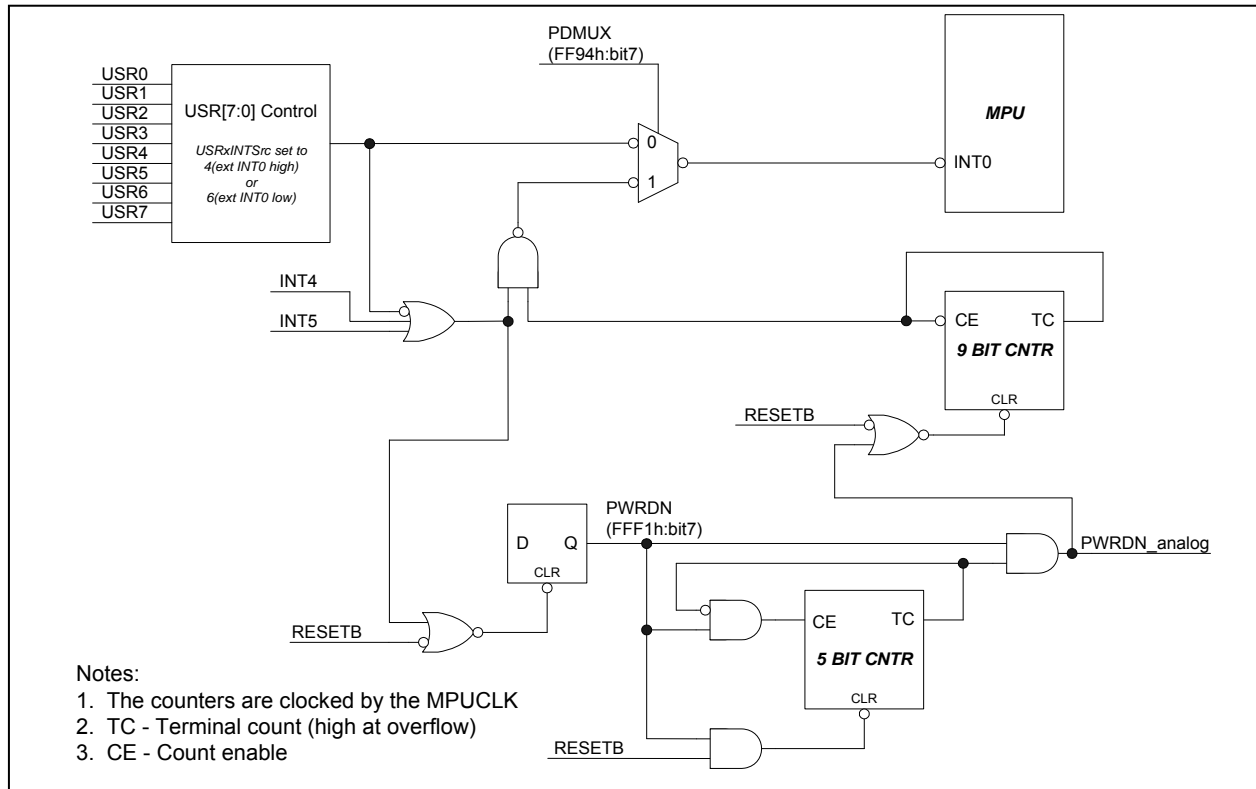 PDMUX
(FF94h:bit7)
USR0
USR1
USR2
USR3
USR4
USR5
USR6
USR7
USR[7:0] Control
USRxINTSrc set to
4(ext INT0 high)
or
6(ext INT0 low)
0
1
MPU
INT0
INT4
INT5
CE
TC
9 BIT CNTR
CLR
RESETB
D
Q
CLR
PWRDN
(FFF1h:bit7)
PWRDN_analog
RESETB
CE
TC
5 BIT CNTR
CLR
RESETB
Notes:
1. The counters are clocked by the MPUCLK
2. TC - Terminal count (high at overflow)
3. CE - Count enable